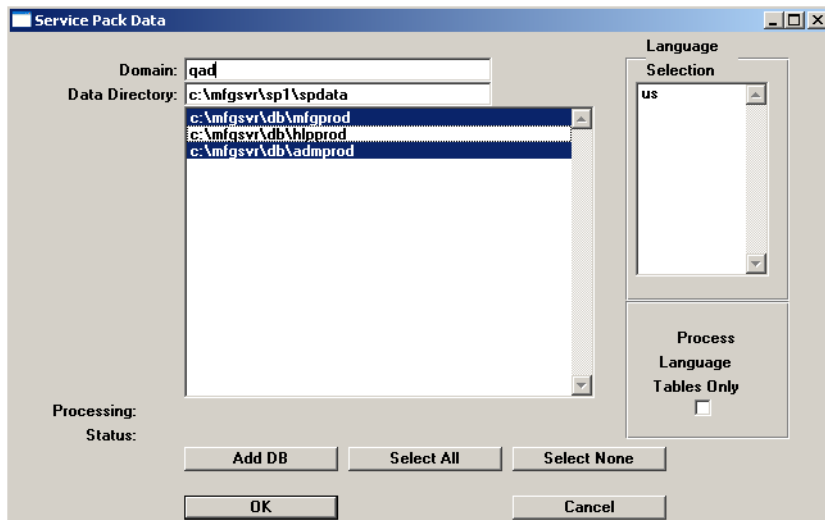 Service Pack Data
Domain: qad
Data Directory: c:\mfgsvr\sp1\spdata
c:\mfgsvr\db\mfgprod
c:\mfgsvr\db\hlpprod
c:\mfgsvr\db\admprod
Language
Selection
us
Process
Language
Tables Only
Processing:
Status:
Add DB Select All Select None
OK Cancel